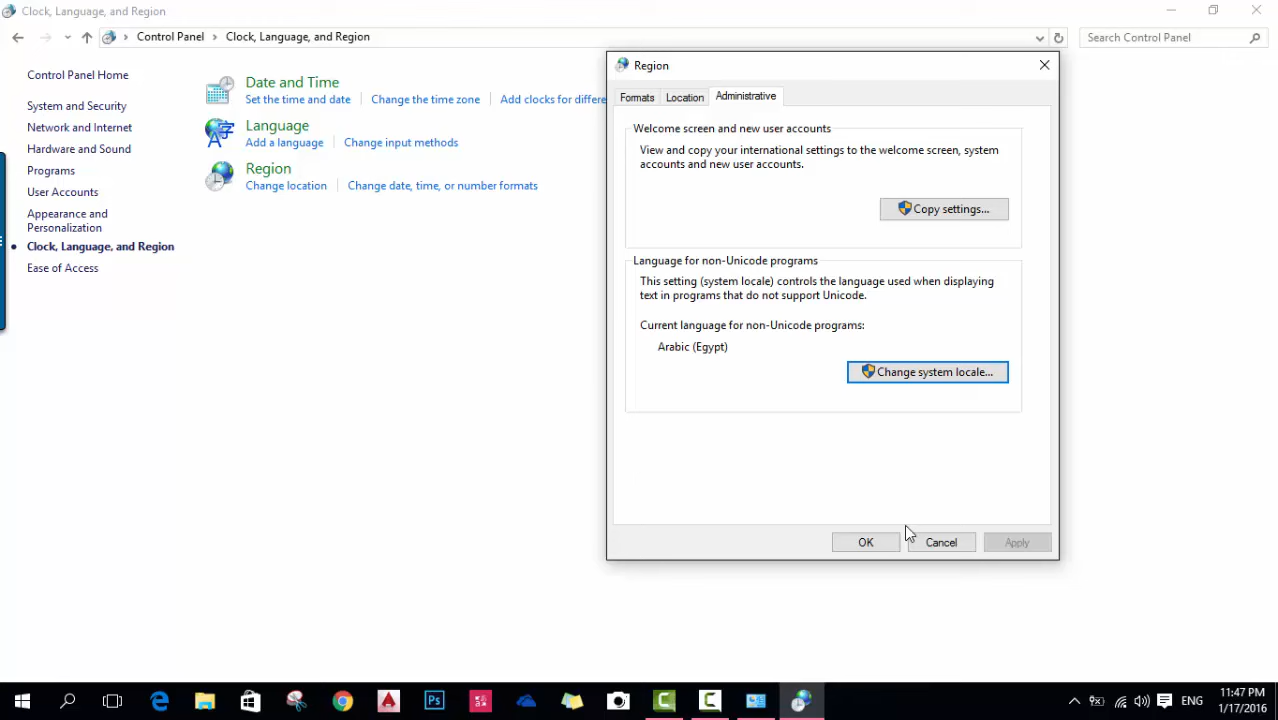 Clock, Language, and Region
Control Panel > Clock, Language, and Region
Search Control Panel
Control Panel Home
System and Security
Network and Internet
Hardware and Sound
Programs
User Accounts
Appearance and
Personalization
Clock, Language, and Region
Ease of Access
Date and Time
Set the time and date Change the time zone Add clocks for differe
Language
Add a language Change input methods
Region
Change location Change date, time, or number formats
Region
Formats Location Administrative
Welcome screen and new user accounts
View and copy your international settings to the welcome screen, system
accounts and new user accounts.
Copy settings...
Language for non-Unicode programs
This setting (system locale) controls the language used when displaying
text in programs that do not support Unicode.
Current language for non-Unicode programs:
Arabic (Egypt)
Change system locale...
OK Cancel Apply
Ps
ENG
11:47 PM
1/17/2016